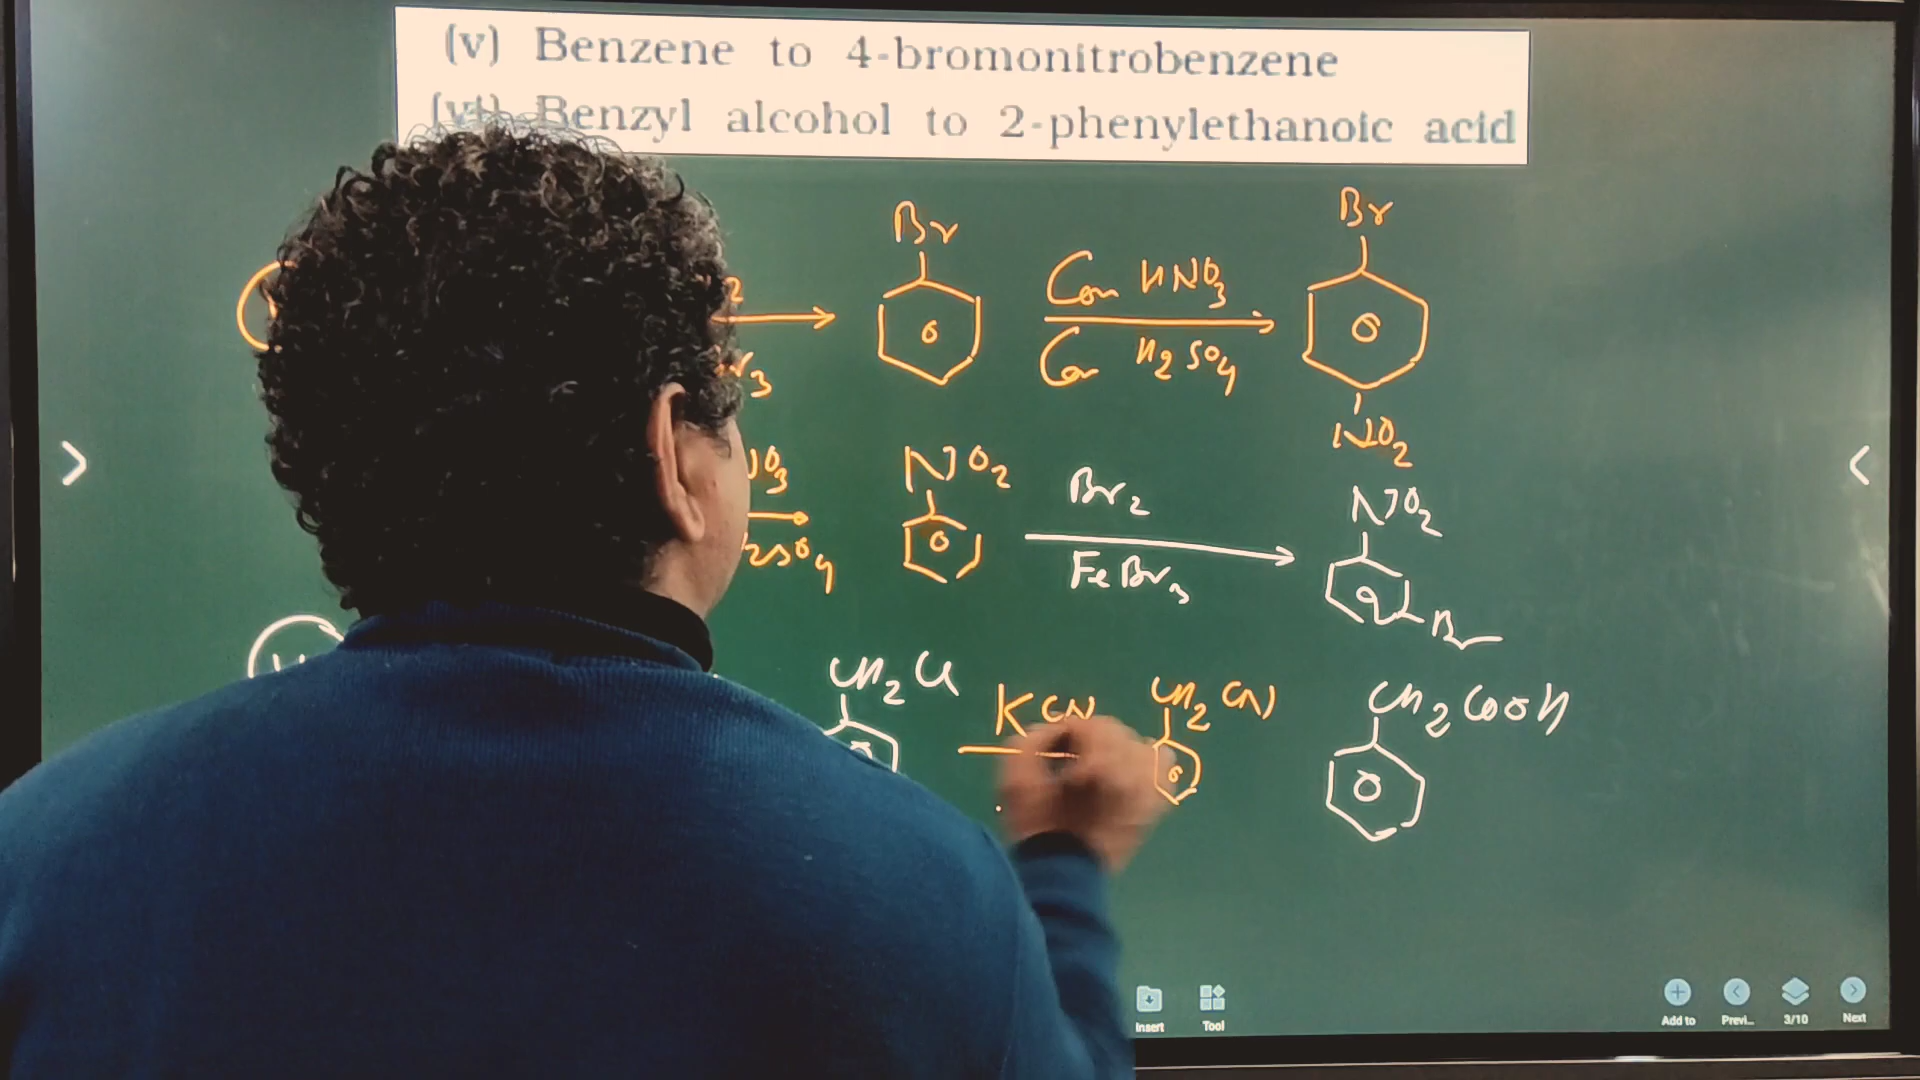 (v) Benzene to 4-bromonitrobenzene
(vi) Benzyl alcohol to 2-phenylethanoic acid
Br
Con HNO3
Con H2SO4
Br
NO2
NO2
Br2
FeBr3
NO2
Br
CH2Cl
KCN
CH2CN
CH2COOH
Insert
Tool
Add to
Previ...
3/10
Next